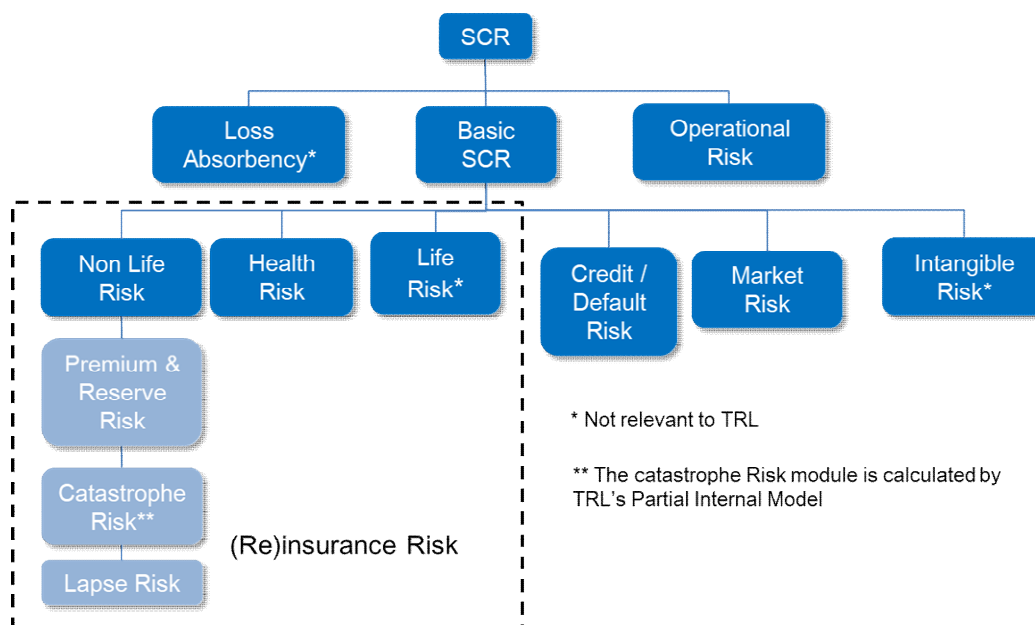 SCR
Loss
Absorbency*
Basic
SCR
Operational
Risk
Non Life
Risk
Health
Risk
Life
Risk*
Credit /
Default
Risk
Market
Risk
Intangible
Risk*
Premium &
Reserve
Risk
Catastrophe
Risk**
Lapse Risk
(Re)insurance Risk
* Not relevant to TRL
** The catastrophe Risk module is calculated by
TRL's Partial Internal Model